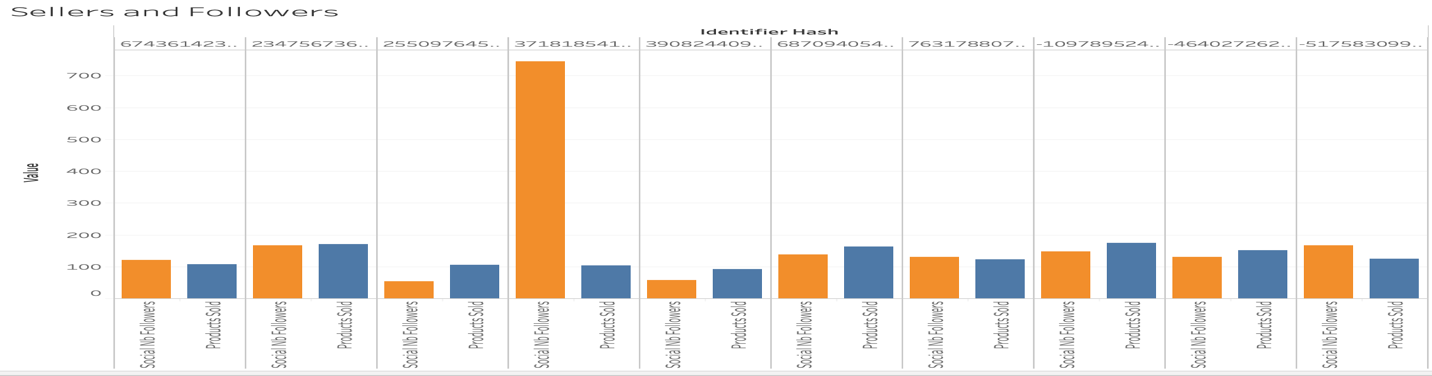 Sellers and Followers
Identifier Hash
674361423.. 234756736.. 255097645.. 371818541.. 390824409.. 687094054.. 763178807.. -109789524.. -464027262.. -517583099..
700
600
500
400
300
200
100
0
Value
Social Nb Followers Products Sold Social Nb Followers Products Sold Social Nb Followers Products Sold Social Nb Followers Products Sold Social Nb Followers Products Sold Social Nb Followers Products Sold Social Nb Followers Products Sold Social Nb Followers Products Sold Social Nb Followers Products Sold Social Nb Followers Products Sold